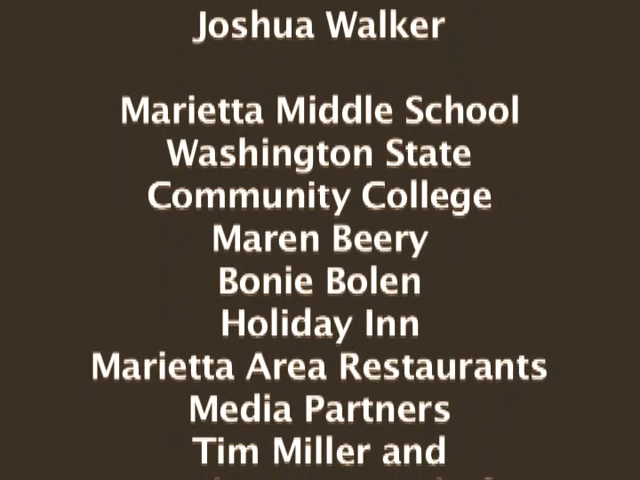 Joshua Walker
Marietta Middle School
Washington State
Community College
Maren Beery
Bonie Bolen
Holiday Inn
Marietta Area Restaurants
Media Partners
Tim Miller and